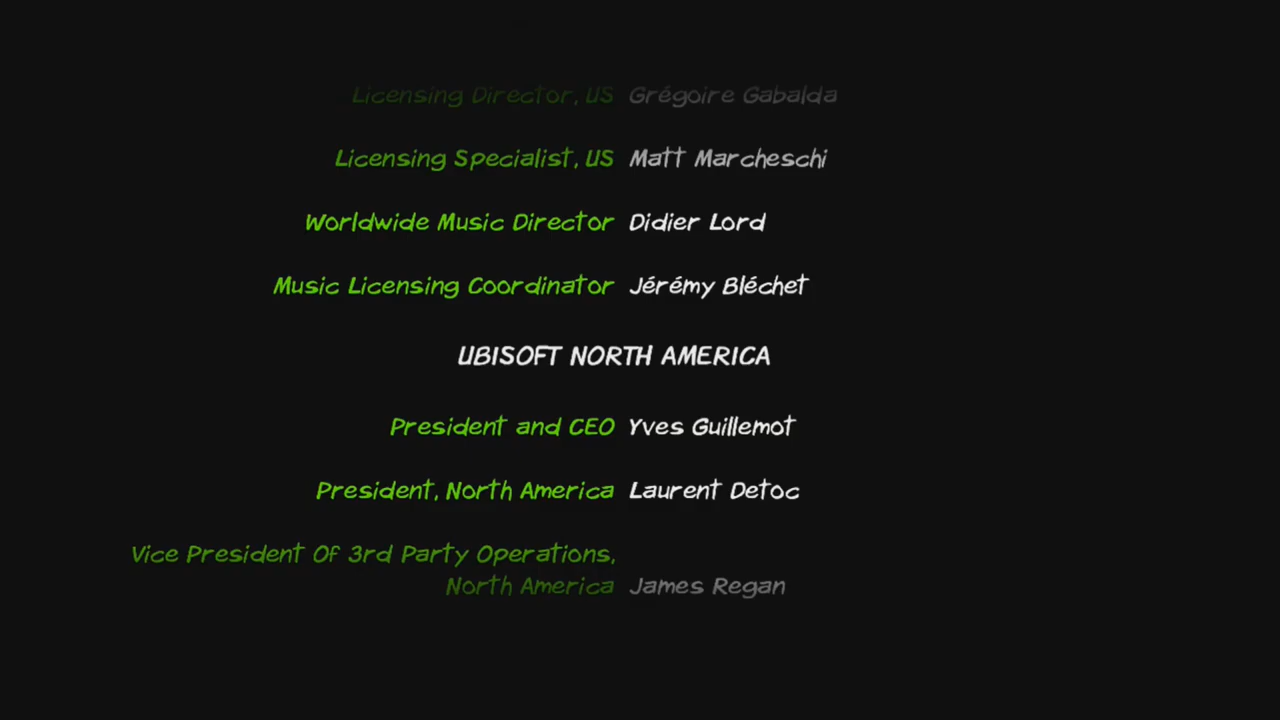 Licensing Director, US Grégoire Gabalda
Licensing Specialist, US Matt Marcheschi
Worldwide Music Director Didier Lord
Music Licensing Coordinator Jérémy Bléchet
UBISOFT NORTH AMERICA
President and CEO Yves Guillemot
President, North America Laurent Detoc
Vice President Of 3rd Party Operations,
North America James Regan